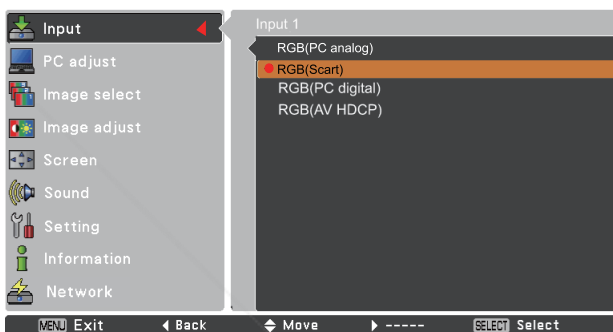 Input
PC adjust
Image select
Image adjust
Screen
Sound
Setting
Information
Network
Input 1
RGB(PC analog)
RGB(Scart)
RGB(PC digital)
RGB(AV HDCP)
MENU Exit Back Move ----- SELECT Select